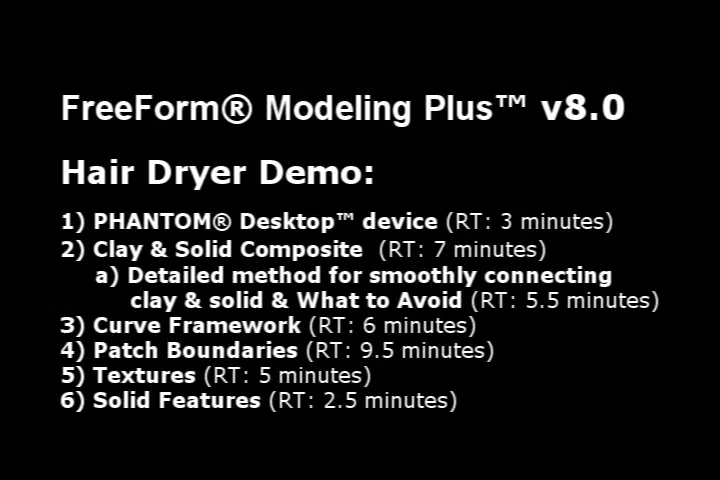 FreeForm® Modeling Plus™ v8.0
Hair Dryer Demo:
1) PHANTOM® Desktop™ device (RT: 3 minutes)
2) Clay & Solid Composite (RT: 7 minutes)
a) Detailed method for smoothly connecting
clay & solid & What to Avoid (RT: 5.5 minutes)
3) Curve Framework (RT: 6 minutes)
4) Patch Boundaries (RT: 9.5 minutes)
5) Textures (RT: 5 minutes)
6) Solid Features (RT: 2.5 minutes)